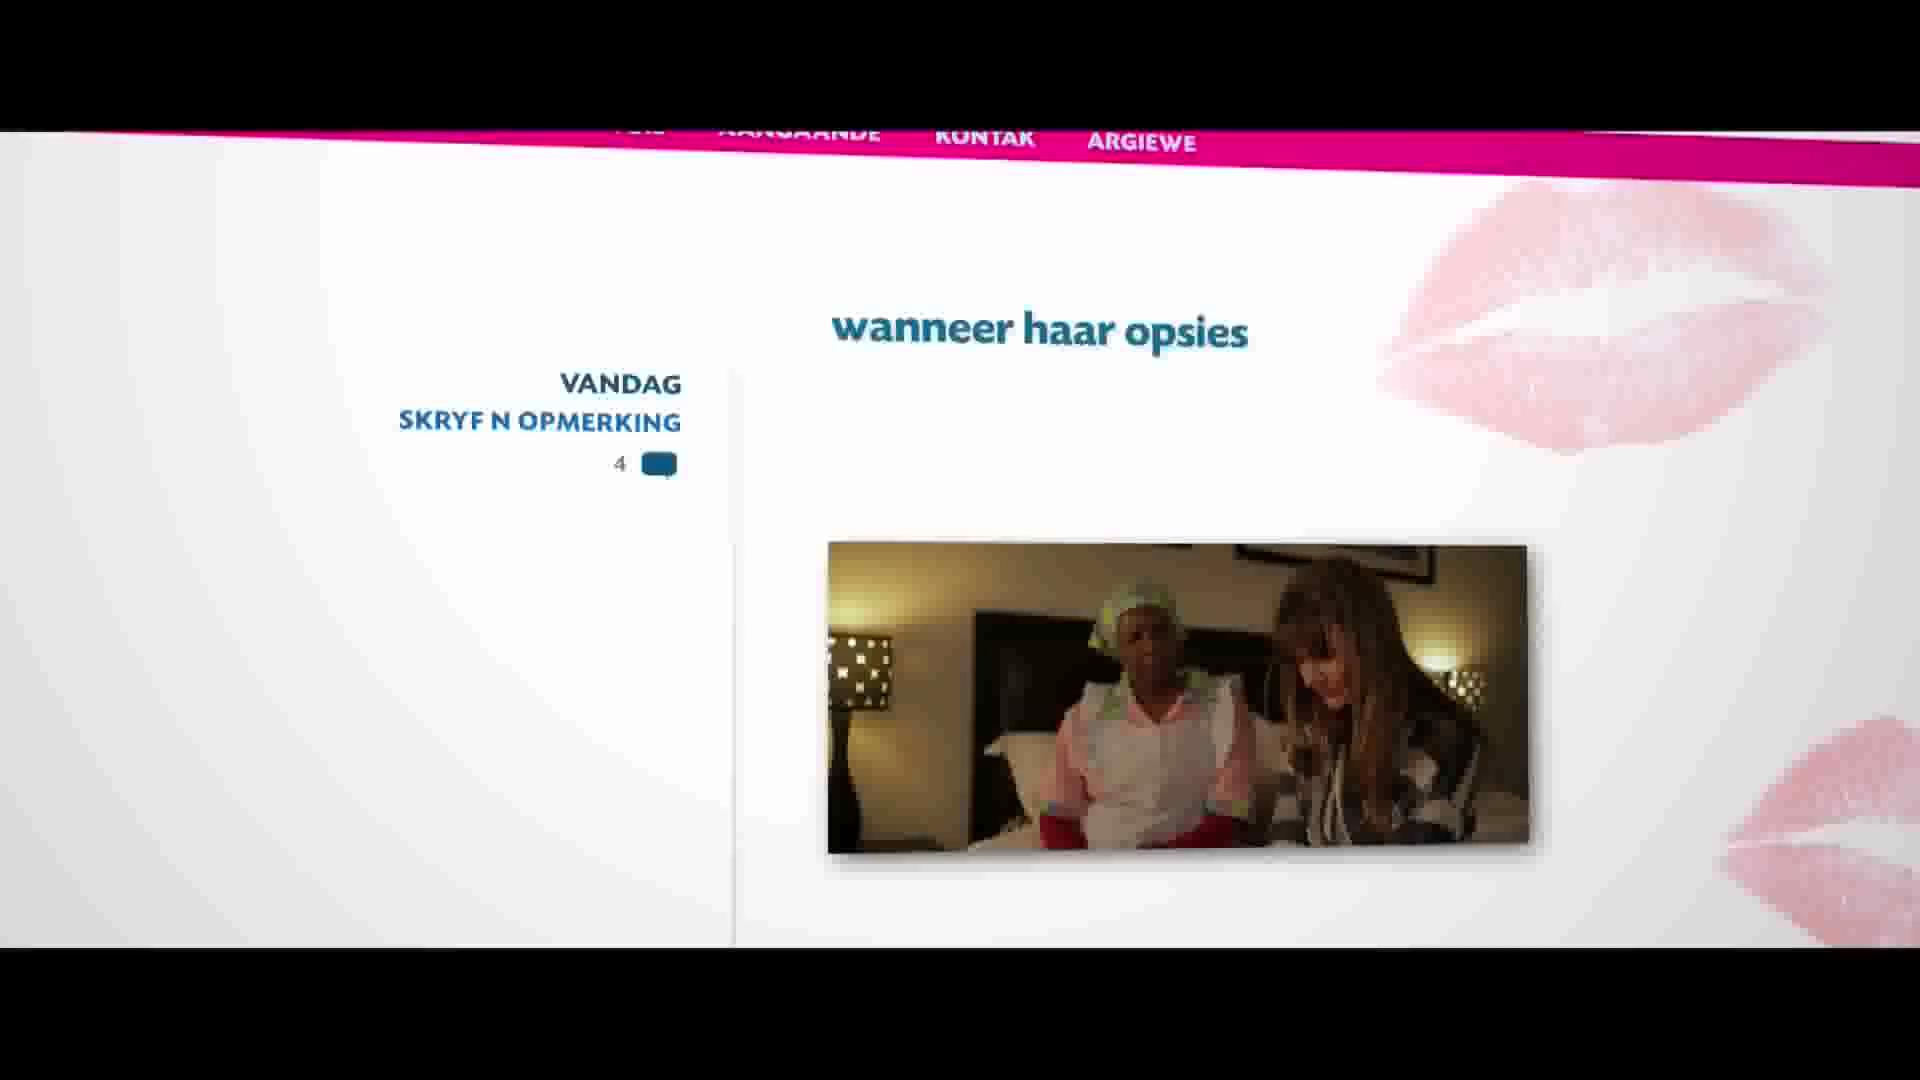 AANGAANDE KONTAK ARGIEWE
wanneer haar opsies
VANDAG
SKRYF N OPMERKING
4